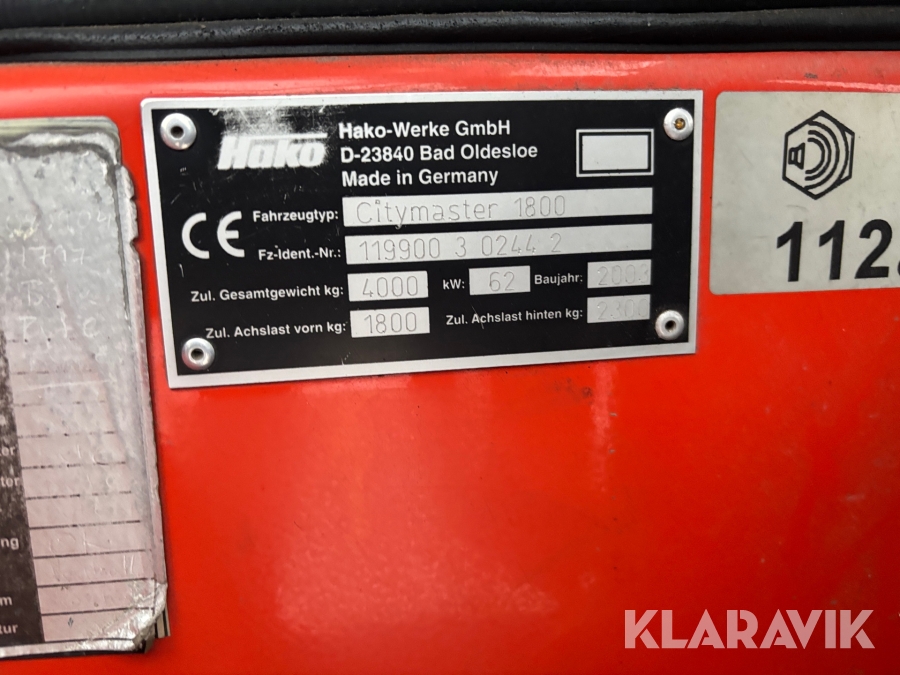 Hako
Hako-Werke GmbH
D-23840 Bad Oldesloe
Made in Germany
CE
Fahrzeugtyp: Citymaster 1800
Fz-Ident.-Nr.: 119900 3 0244 2
Zul. Gesamtgewicht kg: 4000 kW: 62 Baujahr: 2003
Zul. Achslast vorn kg: 1800 Zul. Achslast hinten kg: 2300
112
KLARAVIK